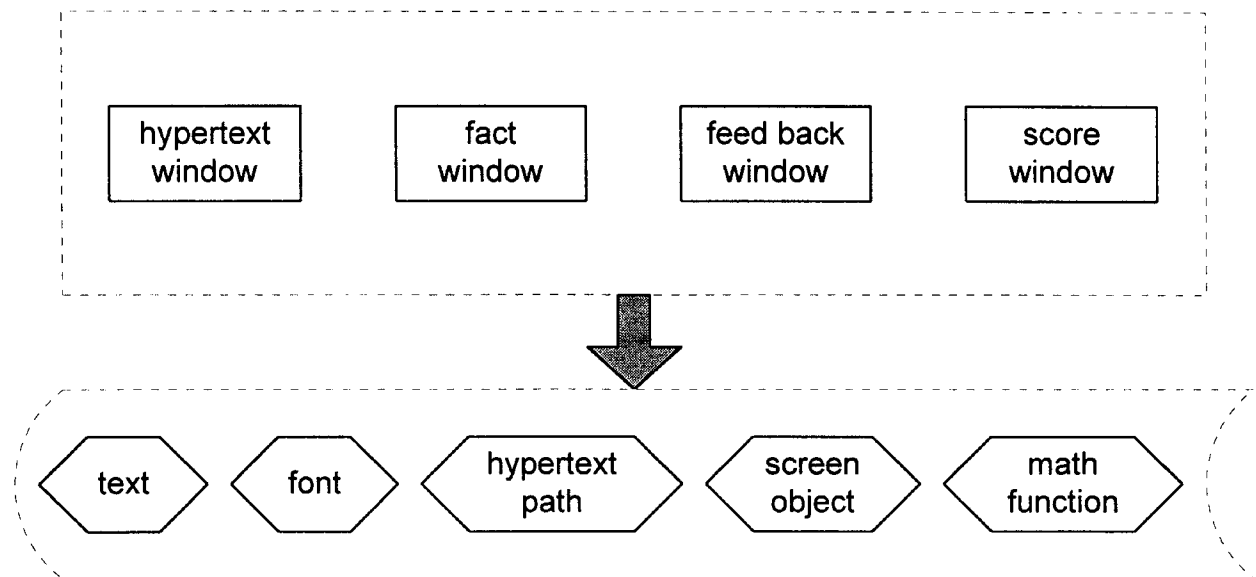 hypertext
window
fact
window
feed back
window
score
window
text
font
hypertext
path
screen
object
math
function